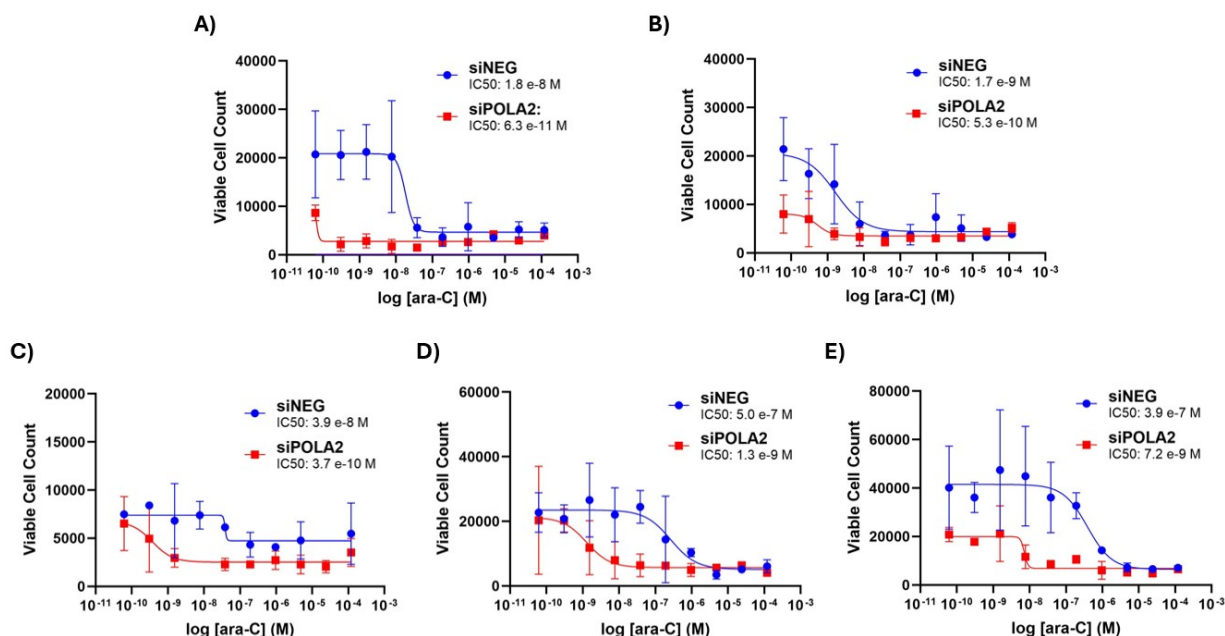 A)
40000
30000
20000
10000
0
Viable Cell Count
siNEG
IC50: 1.8 e-8 M
siPOLA2:
IC50: 6.3 e-11 M
10-11 10-10 10-9 10-8 10-7 10-6 10-5 10-4 10-3
log [ara-C] (M)
B)
40000
30000
20000
10000
0
Viable Cell Count
siNEG
IC50: 1.7 e-9 M
siPOLA2
IC50: 5.3 e-10 M
10-11 10-10 10-9 10-8 10-7 10-6 10-5 10-4 10-3
log [ara-C] (M)
C)
20000
15000
10000
5000
0
Viable Cell Count
siNEG
IC50: 3.9 e-8 M
siPOLA2
IC50: 3.7 e-10 M
10-11 10-10 10-9 10-8 10-7 10-6 10-5 10-4 10-3
log [ara-C] (M)
D)
60000
40000
20000
0
Viable Cell Count
siNEG
IC50: 5.0 e-7 M
siPOLA2
IC50: 1.3 e-9 M
10-11 10-10 10-9 10-8 10-7 10-6 10-5 10-4 10-3
log [ara-C] (M)
E)
80000
60000
40000
20000
0
Viable Cell Count
siNEG
IC50: 3.9 e-7 M
siPOLA2
IC50: 7.2 e-9 M
10-11 10-10 10-9 10-8 10-7 10-6 10-5 10-4 10-3
log [ara-C] (M)